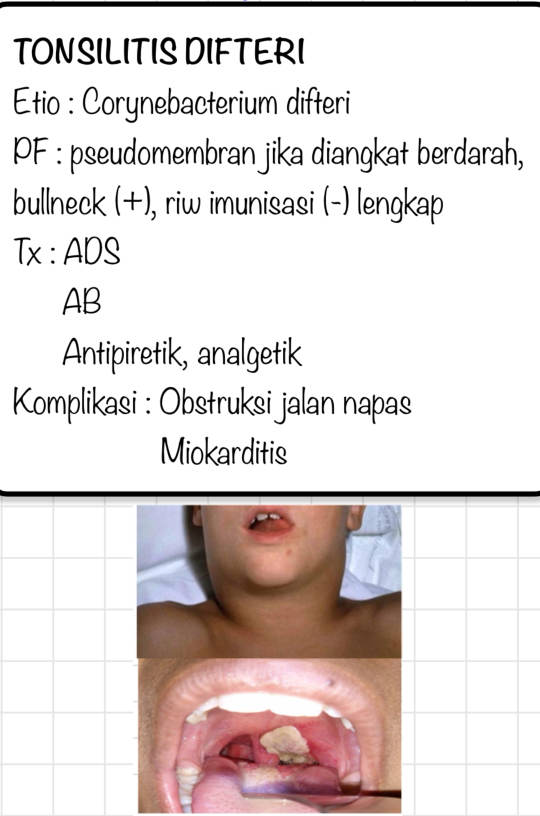 TONSILITIS DIFTERI
Etio : Corynebacterium difteri
PF : pseudomembran jika diangkat berdarah,
bullneck (+), riw imunisasi (-) lengkap
Tx : ADS
AB
Antipiretik, analgetik
Komplikasi : Obstruksi jalan napas
Miokarditis